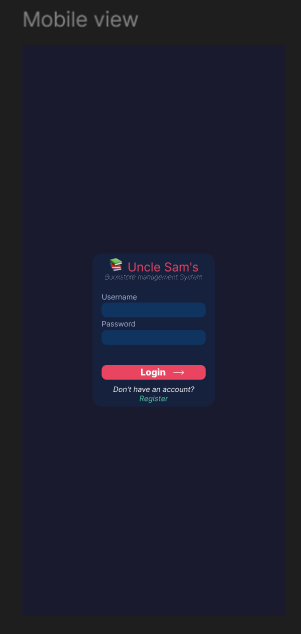 Mobile view
Uncle Sam's
Bookstore management System
Username
Password
Login →
Don't have an account?
Register